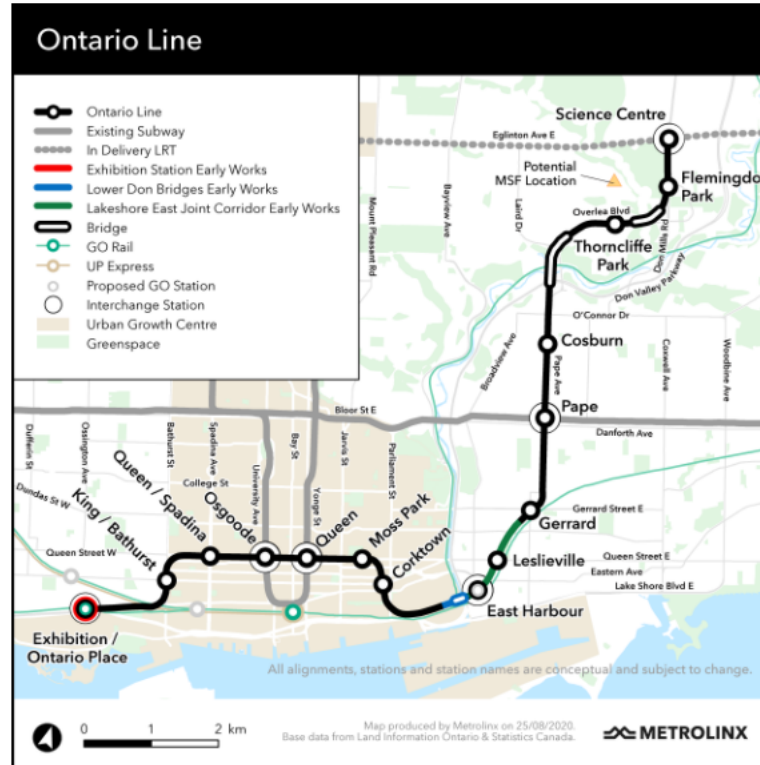 Ontario Line
Ontario Line
Existing Subway
In Delivery LRT
Exhibition Station Early Works
Lower Don Bridges Early Works
Lakeshore East Joint Corridor Early Works
Bridge
GO Rail
UP Express
Proposed GO Station
Interchange Station
Urban Growth Centre
Greenspace
Science Centre
Eglinton Ave E
Potential
MSF Location
Flemingdo
Park
Mount Pleasant Rd
Bayview Ave
Laird Dr
Overlea Blvd
Don Mills Rd
Thorncliffe
Park
Don Valley Parkway
O'Connor Dr
Cosburn
Broadview Ave
Pape Ave
Coxwell Ave
Woodbine Ave
Pape
Bloor St E
Danforth Ave
Dufferin St
Ossington Ave
Bathurst St
Spadina Ave
College St
University Ave
Bay St
Yonge St
Jarvis St
Parliament St
Dundas St W
Queen Street W
King / Bathurst
Queen / Spadina
Osgoode
Queen
Moss Park
Corktown
Gerrard Street E
Gerrard
Leslieville
Queen Street E
Eastern Ave
Lake Shore Blvd E
East Harbour
Exhibition /
Ontario Place
All alignments, stations and station names are conceptual and subject to change.
0 1 2 km
Map produced by Metrolinx on 25/08/2020.
Base data from Land Information Ontario & Statistics Canada.
METROLINX